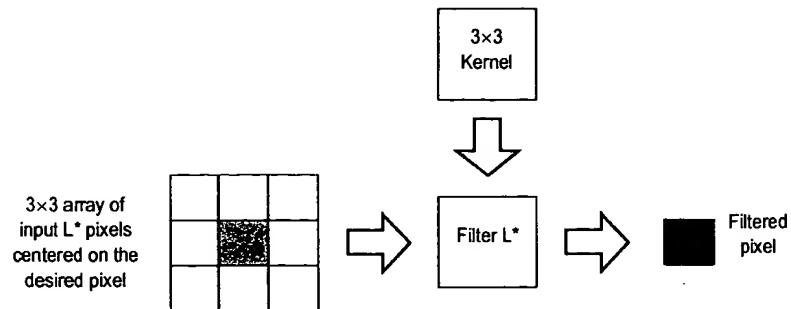 3×3
Kernel
3×3 array of
input L* pixels
centered on the
desired pixel
Filter L*
Filtered
pixel